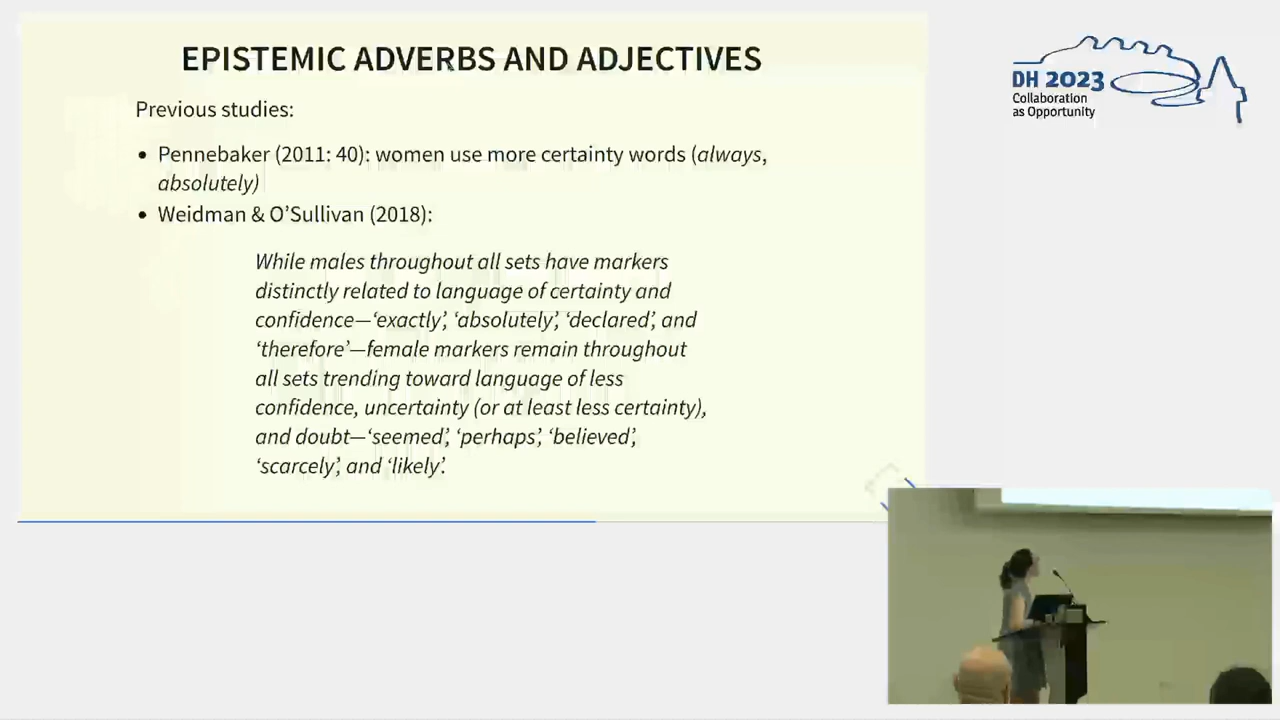 EPISTEMIC ADVERBS AND ADJECTIVES
Previous studies:
• Pennebaker (2011: 40): women use more certainty words (always,
absolutely)
• Weidman & O’Sullivan (2018):
While males throughout all sets have markers
distinctly related to language of certainty and
confidence—‘exactly’, ‘absolutely’, ‘declared’, and
‘therefore’—female markers remain throughout
all sets trending toward language of less
confidence, uncertainty (or at least less certainty),
and doubt—‘seemed’, ‘perhaps’, ‘believed’,
‘scarcely’, and ‘likely’.
DH 2023
Collaboration
as Opportunity